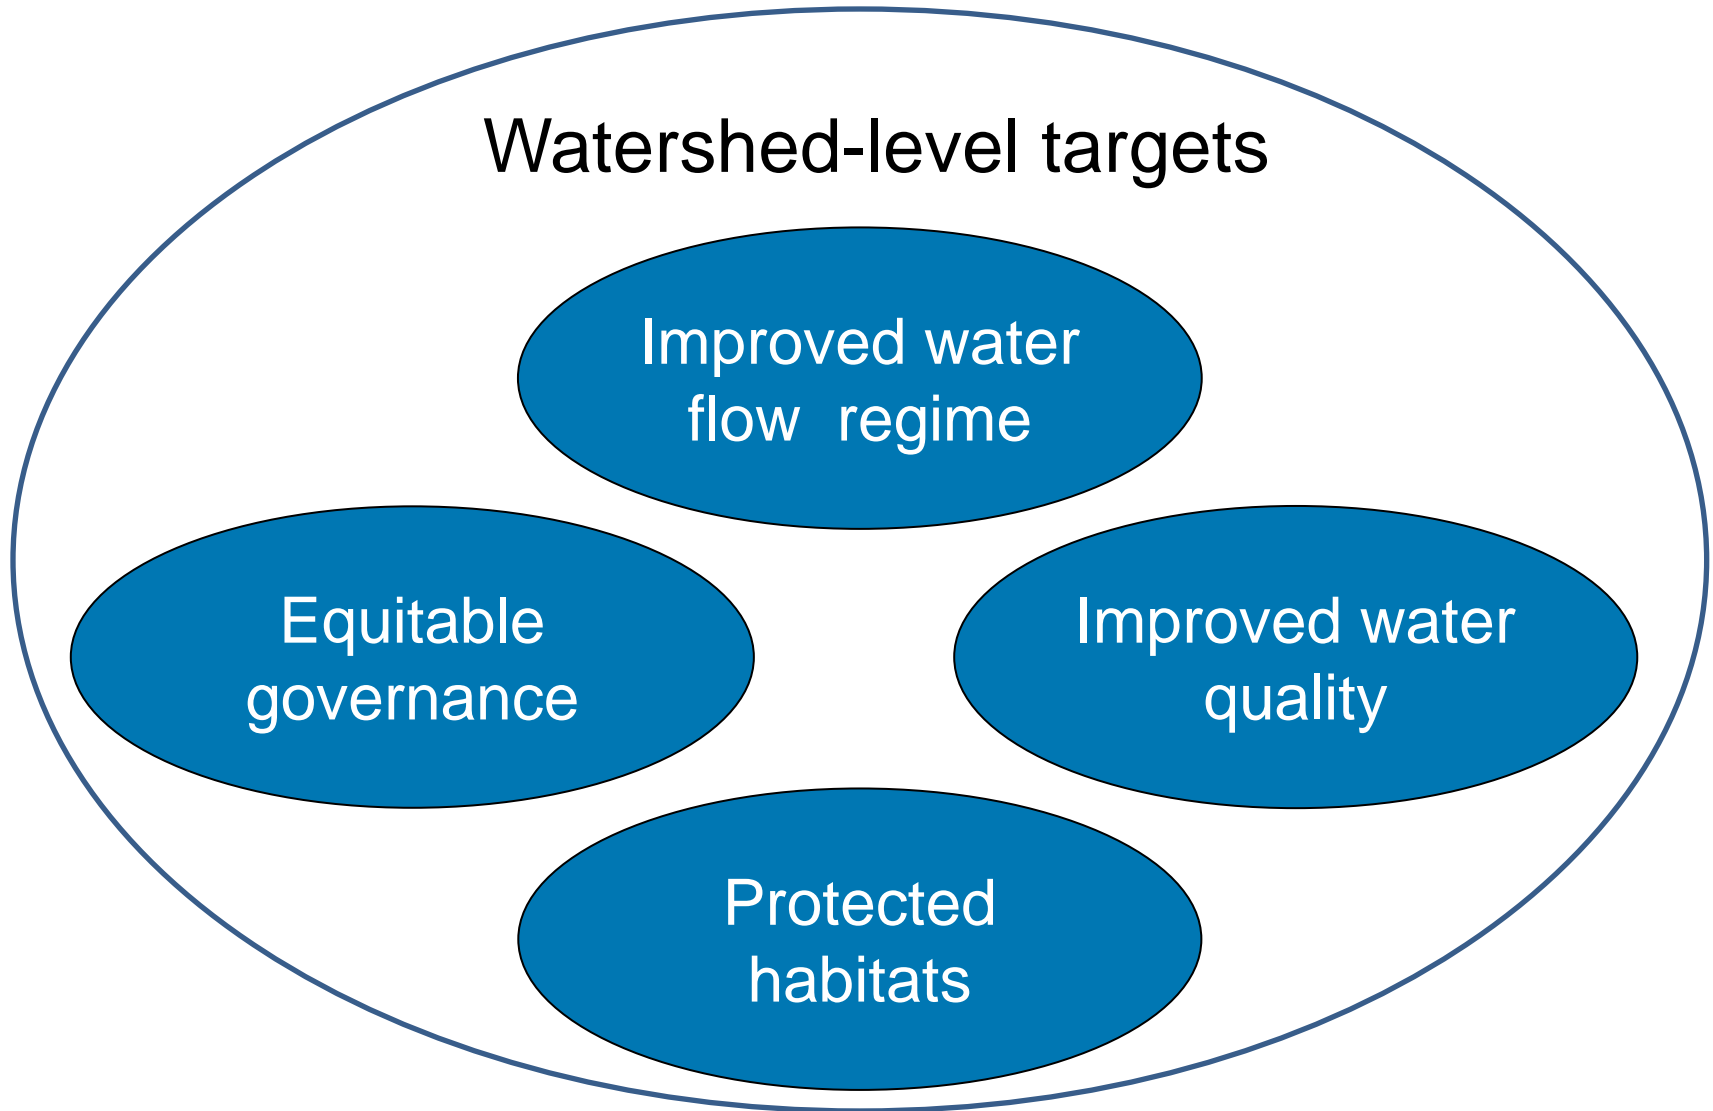 Watershed-level targets
Improved water
flow  regime
Equitable
governance
Improved water
quality
Protected
habitats